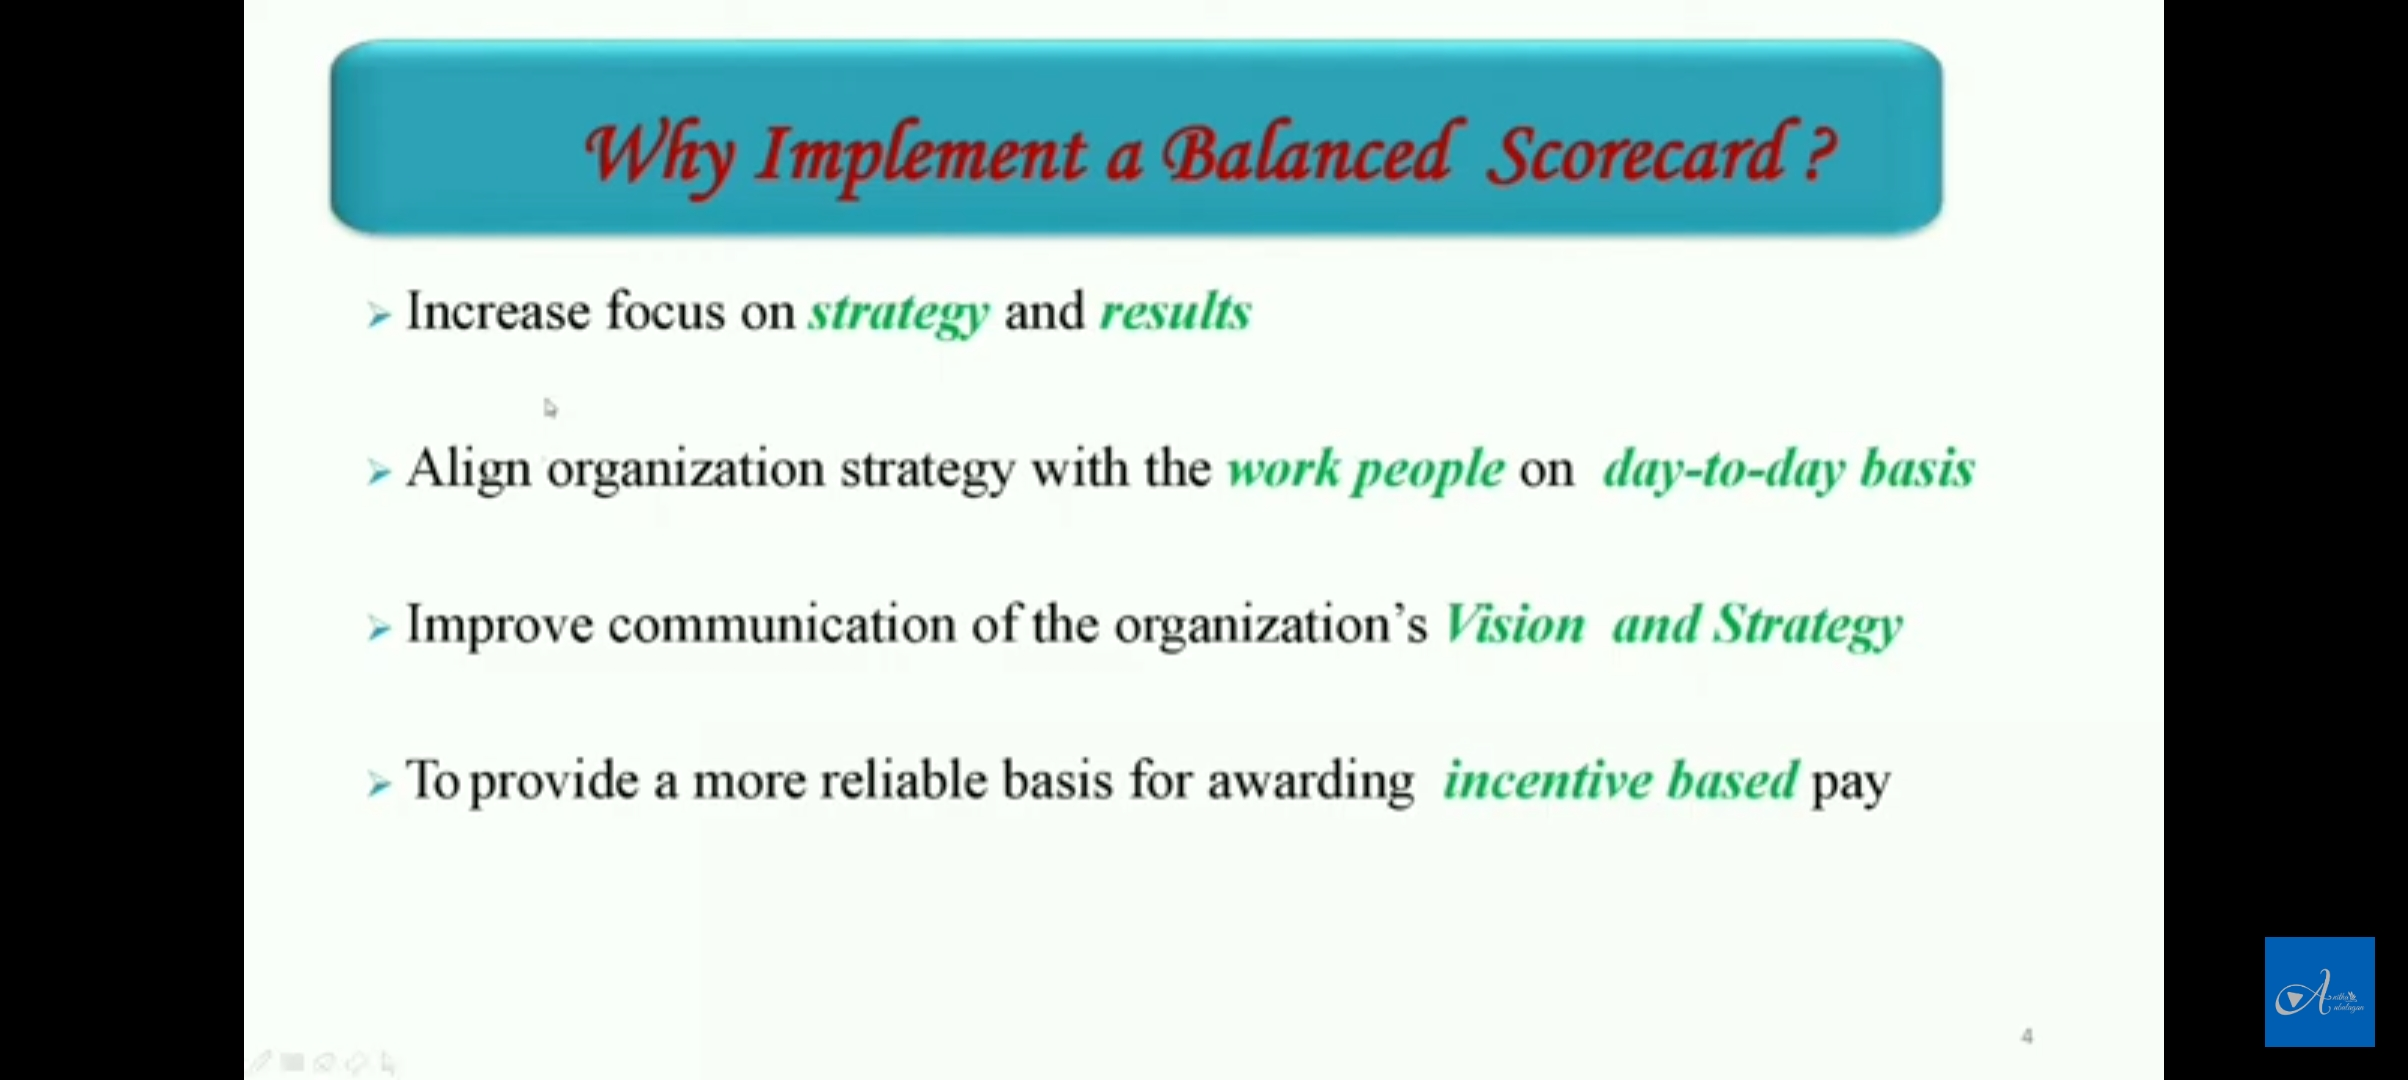 Why Implement a Balanced Scorecard ?
➢ Increase focus on strategy and results
➢ Align organization strategy with the work people on day-to-day basis
➢ Improve communication of the organization’s Vision and Strategy
➢ To provide a more reliable basis for awarding incentive based pay
4